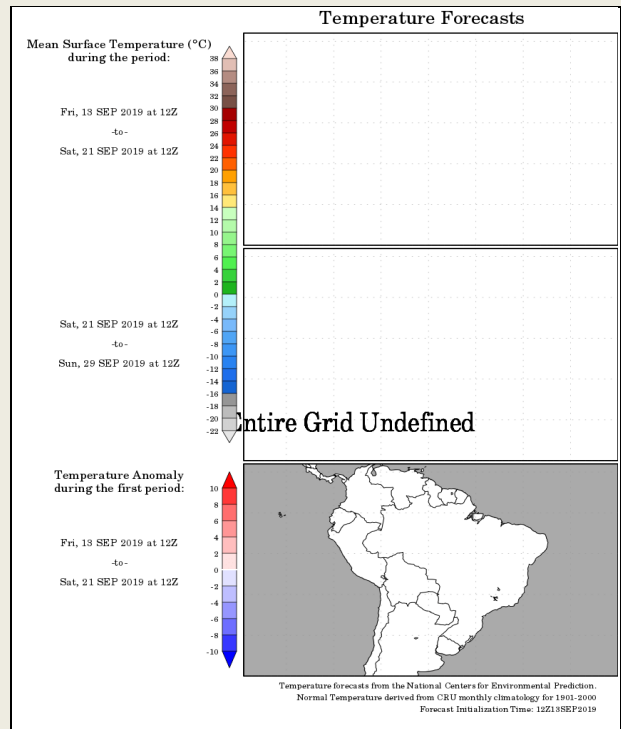 Temperature Forecasts
Mean Surface Temperature (°C)
during the period:
Fri, 13 SEP 2019 at 12Z
-to-
Sat, 21 SEP 2019 at 12Z
Sat, 21 SEP 2019 at 12Z
-to-
Sun, 29 SEP 2019 at 12Z
38
36
34
32
30
28
26
24
22
20
18
16
14
12
10
8
6
4
2
0
-2
-4
-6
-8
-10
-12
-14
-16
-18
-20
-22
Entire Grid Undefined
Temperature Anomaly
during the first period:
Fri, 13 SEP 2019 at 12Z
-to-
Sat, 21 SEP 2019 at 12Z
10
8
6
4
2
0
-2
-4
-6
-8
-10
Temperature forecasts from the National Centers for Environmental Prediction.
Normal Temperature derived from CRU monthly climatology for 1901-2000
Forecast Initialization Time: 12Z13SEP2019